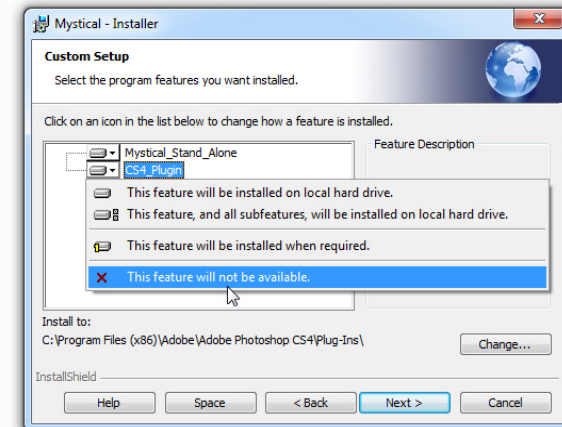 Mystical - Installer
Custom Setup
Select the program features you want installed.
Click on an icon in the list below to change how a feature is installed.
Feature Description
Mystical_Stand_Alone
CS4_Plugin
This feature will be installed on local hard drive.
This feature, and all subfeatures, will be installed on local hard drive.
This feature will be installed when required.
This feature will not be available.
Install to:
C:\Program Files (x86)\Adobe\Adobe Photoshop CS4\Plug-Ins\
Change...
InstallShield
Help Space < Back Next > Cancel